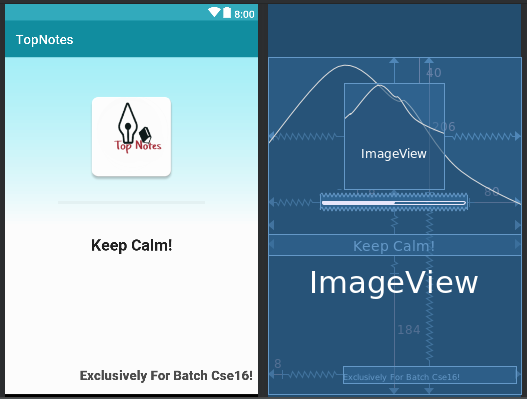 8:00
TopNotes
Top Notes
Keep Calm!
Exclusively For Batch Cse16!
40
206
ImageView
80
Keep Calm!
ImageView
184
8
Exclusively For Batch Cse16!